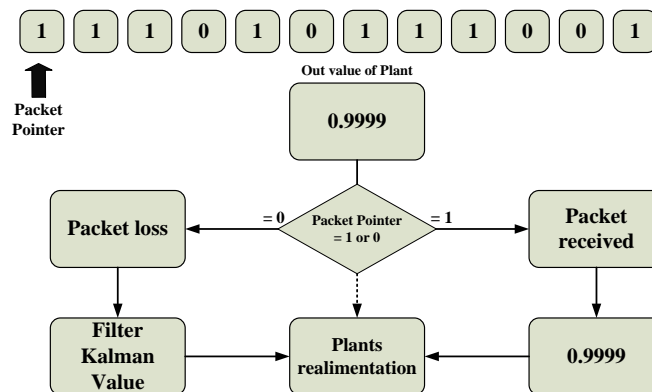 1 1 1 0 1 0 1 1 1 0 0 1
Packet
Pointer
Out value of Plant
0.9999
= 0
Packet Pointer
= 1 or 0
= 1
Packet loss
Packet
received
Filter
Kalman
Value
Plants
realimentation
0.9999